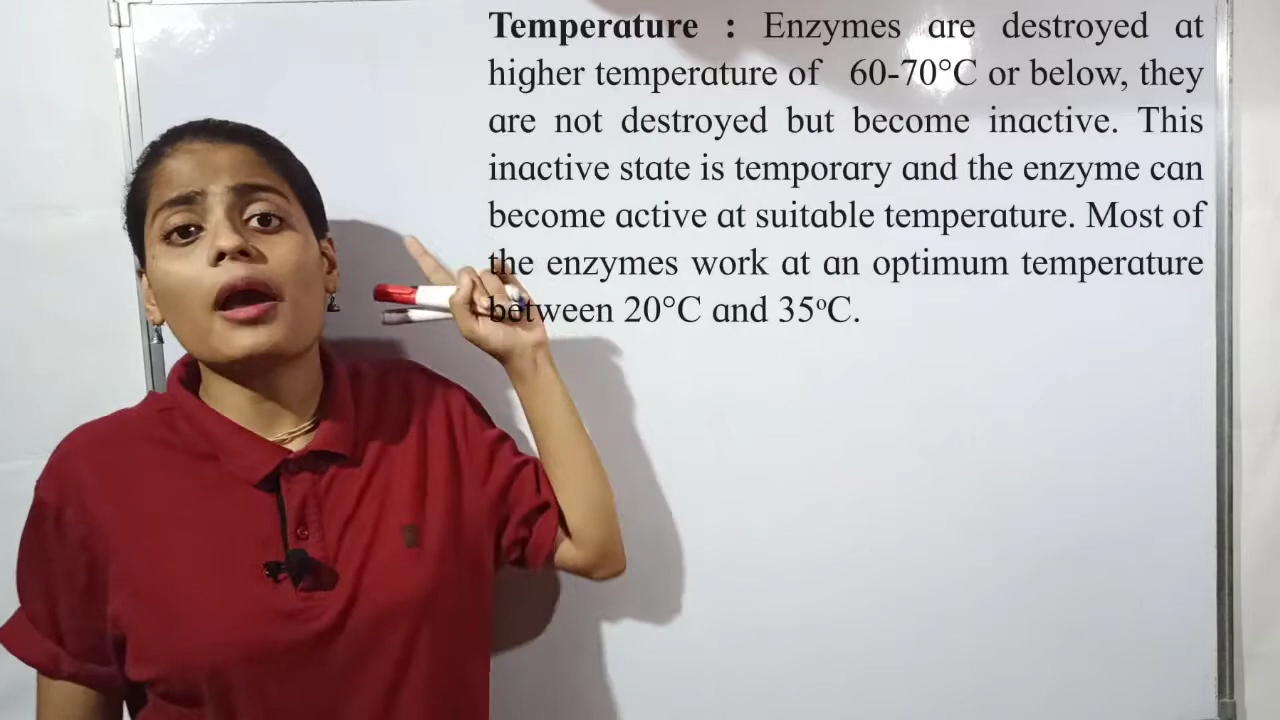 Temperature : Enzymes are destroyed at
higher temperature of 60-70°C or below, they
are not destroyed but become inactive. This
inactive state is temporary and the enzyme can
become active at suitable temperature. Most of
the enzymes work at an optimum temperature
between 20°C and 35°C.